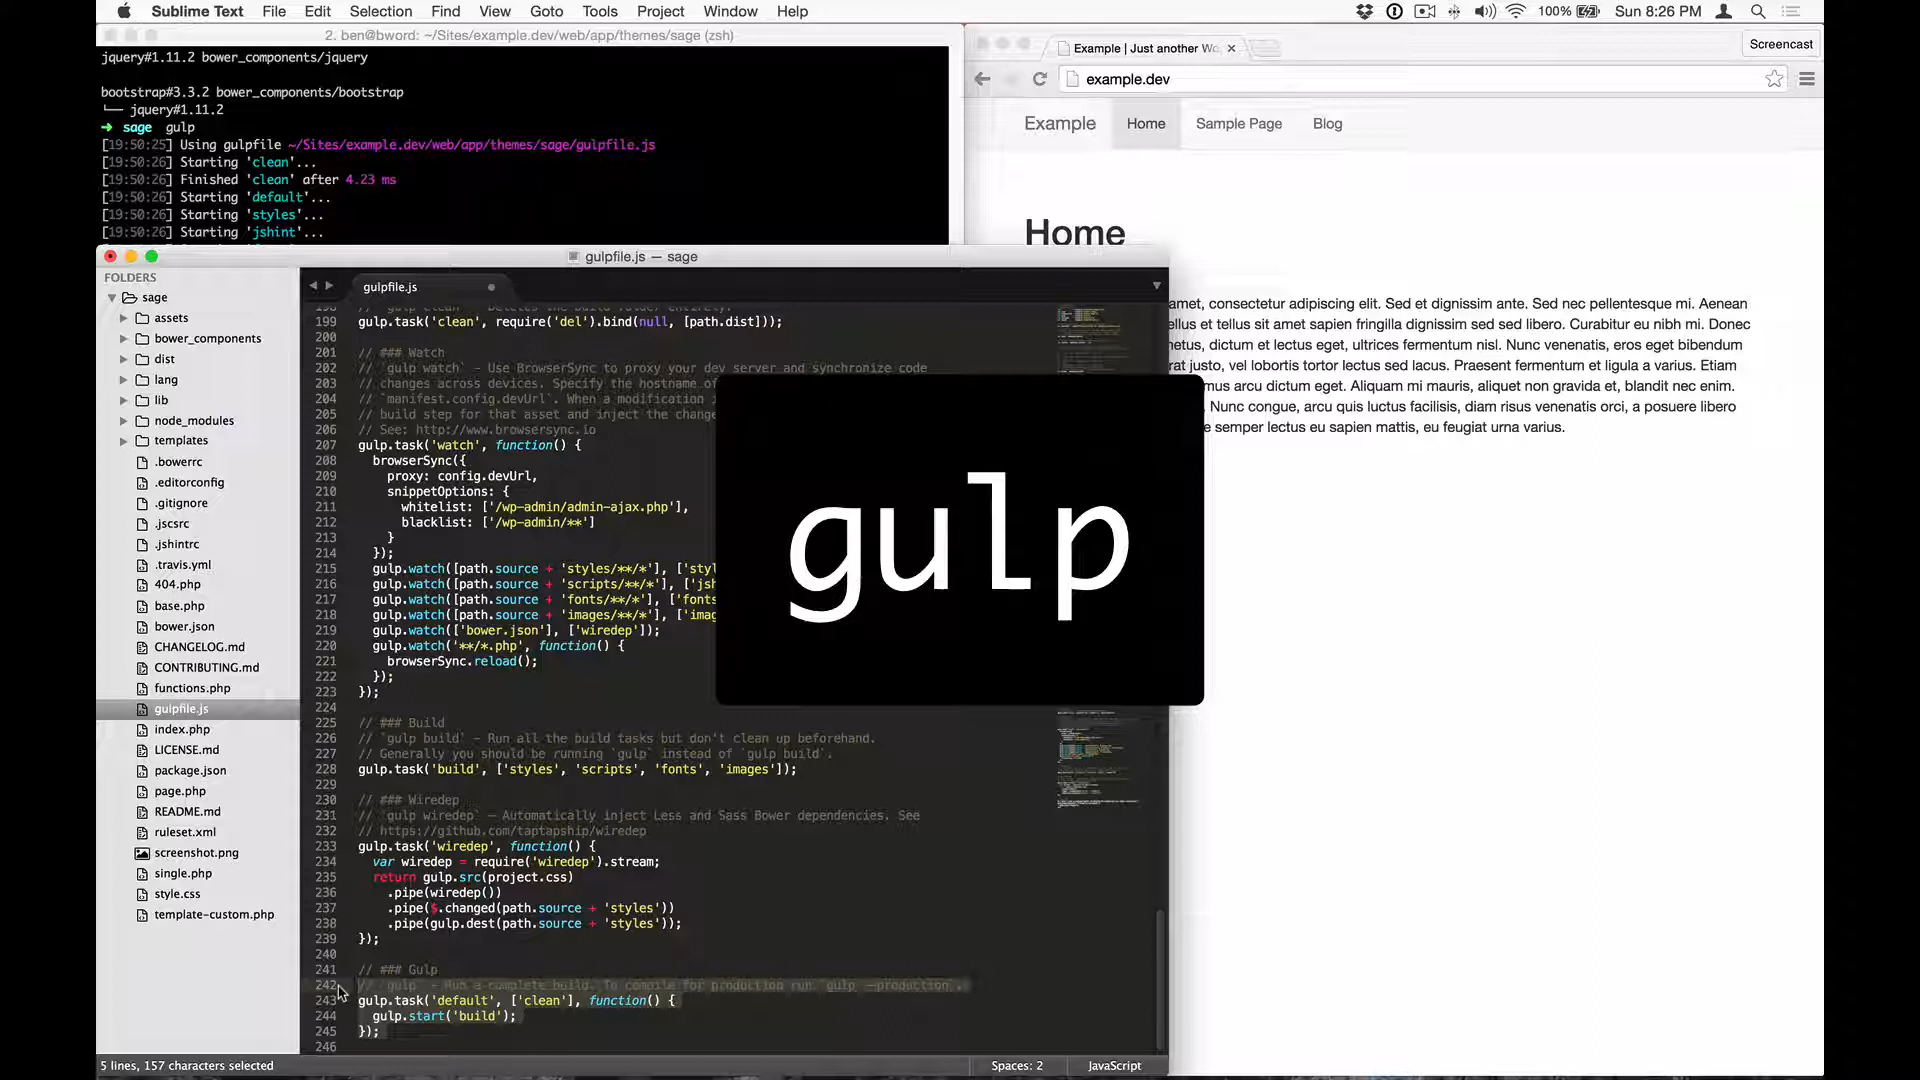 Sublime Text File Edit Selection Find View Goto Tools Project Window Help 100% Sun 8:26 PM
2. ben@bword: ~/Sites/example.dev/web/app/themes/sage (zsh)
jquery#1.11.2 bower_components/jquery
bootstrap#3.3.2 bower_components/bootstrap
└── jquery#1.11.2
➜ sage gulp
[19:50:25] Using gulpfile ~/Sites/example.dev/web/app/themes/sage/gulpfile.js
[19:50:26] Starting 'clean'...
[19:50:26] Finished 'clean' after 4.23 ms
[19:50:26] Starting 'default'...
[19:50:26] Starting 'styles'...
[19:50:26] Starting 'jshint'...
Example | Just another Wo
Screencast
example.dev
Example Home Sample Page Blog
Home
amet, consectetur adipiscing elit. Sed et dignissim ante. Sed nec pellentesque mi. Aenean
ellus et tellus sit amet sapien fringilla dignissim sed sed libero. Curabitur eu nibh mi. Donec
metus, dictum et lectus eget, ultrices fermentum nisl. Nunc venenatis, eros eget bibendum
rat justo, vel lobortis tortor lectus sed lacus. Praesent fermentum et ligula a varius. Etiam
mus arcu dictum eget. Aliquam mi mauris, aliquet non gravida et, blandit nec enim.
Nunc congue, arcu quis luctus facilisis, diam risus venenatis orci, a posuere libero
e semper lectus eu sapien mattis, eu feugiat urna varius.
gulpfile.js — sage
FOLDERS
sage
assets
bower_components
dist
lang
lib
node_modules
templates
.bowerrc
.editorconfig
.gitignore
.jscsrc
.jshintrc
.travis.yml
404.php
base.php
bower.json
CHANGELOG.md
CONTRIBUTING.md
functions.php
gulpfile.js
index.php
LICENSE.md
package.json
page.php
README.md
ruleset.xml
screenshot.png
single.php
style.css
template-custom.php
gulpfile.js
199 gulp.task('clean', require('del').bind(null, [path.dist]));
200
201 // ### Watch
202 // `gulp watch` - Use BrowserSync to proxy your dev server and synchronize code
203 // changes across devices. Specify the hostname of
204 // `manifest.config.devUrl`. When a modification
205 // build step for that asset and inject the change
206 // See: http://www.browsersync.io
207 gulp.task('watch', function() {
208 browserSync({
209 proxy: config.devUrl,
210 snippetOptions: {
211 whitelist: ['/wp-admin/admin-ajax.php'],
212 blacklist: ['/wp-admin/**']
213 }
214 });
215 gulp.watch([path.source + 'styles/**/*'], ['styl
216 gulp.watch([path.source + 'scripts/**/*'], ['jsh
217 gulp.watch([path.source + 'fonts/**/*'], ['fonts
218 gulp.watch([path.source + 'images/**/*'], ['imag
219 gulp.watch(['bower.json'], ['wiredep']);
220 gulp.watch('**/*.php', function() {
221 browserSync.reload();
222 });
223 });
224
225 // ### Build
226 // `gulp build` - Run all the build tasks but don't clean up beforehand.
227 // Generally you should be running `gulp` instead of `gulp build`.
228 gulp.task('build', ['styles', 'scripts', 'fonts', 'images']);
229
230 // ### Wiredep
231 // `gulp wiredep` - Automatically inject Less and Sass Bower dependencies. See
232 // https://github.com/taptapship/wiredep
233 gulp.task('wiredep', function() {
234 var wiredep = require('wiredep').stream;
235 return gulp.src(project.css)
236 .pipe(wiredep())
237 .pipe($.changed(path.source + 'styles'))
238 .pipe(gulp.dest(path.source + 'styles'));
239 });
240
241 // ### Gulp
242 // `gulp` - Run a complete build. To compile for production run `gulp --production`.
243 gulp.task('default', ['clean'], function() {
244 gulp.start('build');
245 });
246
gulp
5 lines, 157 characters selected Spaces: 2 JavaScript